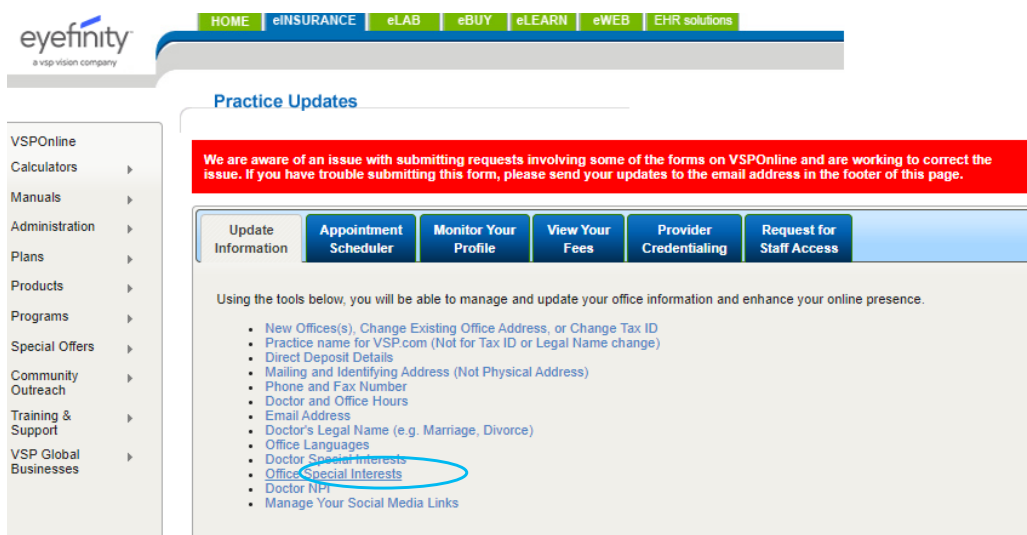 eyefinity
a vsp vision company
HOME eINSURANCE eLAB eBUY eLEARN eWEB EHR solutions
Practice Updates
VSPOnline
Calculators
Manuals
Administration
Plans
Products
Programs
Special Offers
Community
Outreach
Training &
Support
VSP Global
Businesses
We are aware of an issue with submitting requests involving some of the forms on VSPOnline and are working to correct the
issue. If you have trouble submitting this form, please send your updates to the email address in the footer of this page.
Update
Information
Appointment
Scheduler
Monitor Your
Profile
View Your
Fees
Provider
Credentialing
Request for
Staff Access
Using the tools below, you will be able to manage and update your office information and enhance your online presence.
New Offices(s), Change Existing Office Address, or Change Tax ID
Practice name for VSP.com (Not for Tax ID or Legal Name change)
Direct Deposit Details
Mailing and Identifying Address (Not Physical Address)
Phone and Fax Number
Doctor and Office Hours
Email Address
Doctor's Legal Name (e.g. Marriage, Divorce)
Office Languages
Doctor Special Interests
Office Special Interests
Doctor NPI
Manage Your Social Media Links